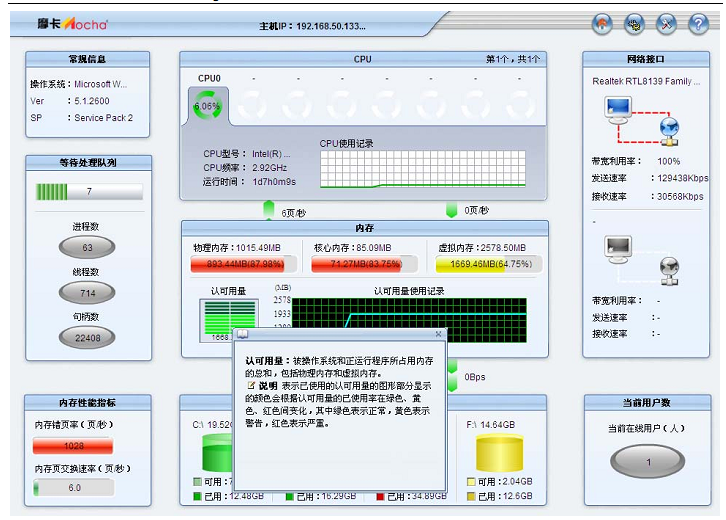 摩卡 Mocha
主机IP：192.168.50.133...
常规信息
操作系统：Microsoft W...
Ver ：5.1.2600
SP ：Service Pack 2
等待处理队列
7
进程数
63
线程数
714
句柄数
22408
内存性能指标
内存错页率（页/秒）
1028
内存页交换速率（页/秒）
6.0
CPU 第1个，共1个
CPU0 - - - - - - -
6.06%
CPU型号：Intel(R)...
CPU频率：2.92GHz
运行时间：1d7h0m9s
CPU使用记录
6页/秒 0页/秒
内存
物理内存：1015.49MB 核心内存：85.09MB 虚拟内存：2578.50MB
893.44MB(87.98%) 71.27MB(83.75%) 1669.46MB(64.75%)
认可用量 (MB) 认可用量使用记录
2578
1933
1668
认可用量：被操作系统和正运行程序所占用内存
的总和，包括物理内存和虚拟内存。
说明 表示已使用的认可用量的图形部分显示
的颜色会根据认可用量的已使用率在绿色、黄
色、红色间变化，其中绿色表示正常，黄色表示
警告，红色表示严重。
0Bps
C:\ 19.52 F:\ 14.64GB
可用：7 可用：2.04GB
已用：12.48GB 已用：16.29GB 已用：34.89GB 已用：12.6GB
网络接口
Realtek RTL8139 Family ...
带宽利用率： 100%
发送速率 ：129438Kbps
接收速率 ：30568Kbps
-
带宽利用率： -
发送速率 ：-
接收速率 ：-
当前用户数
当前在线用户（人）
1